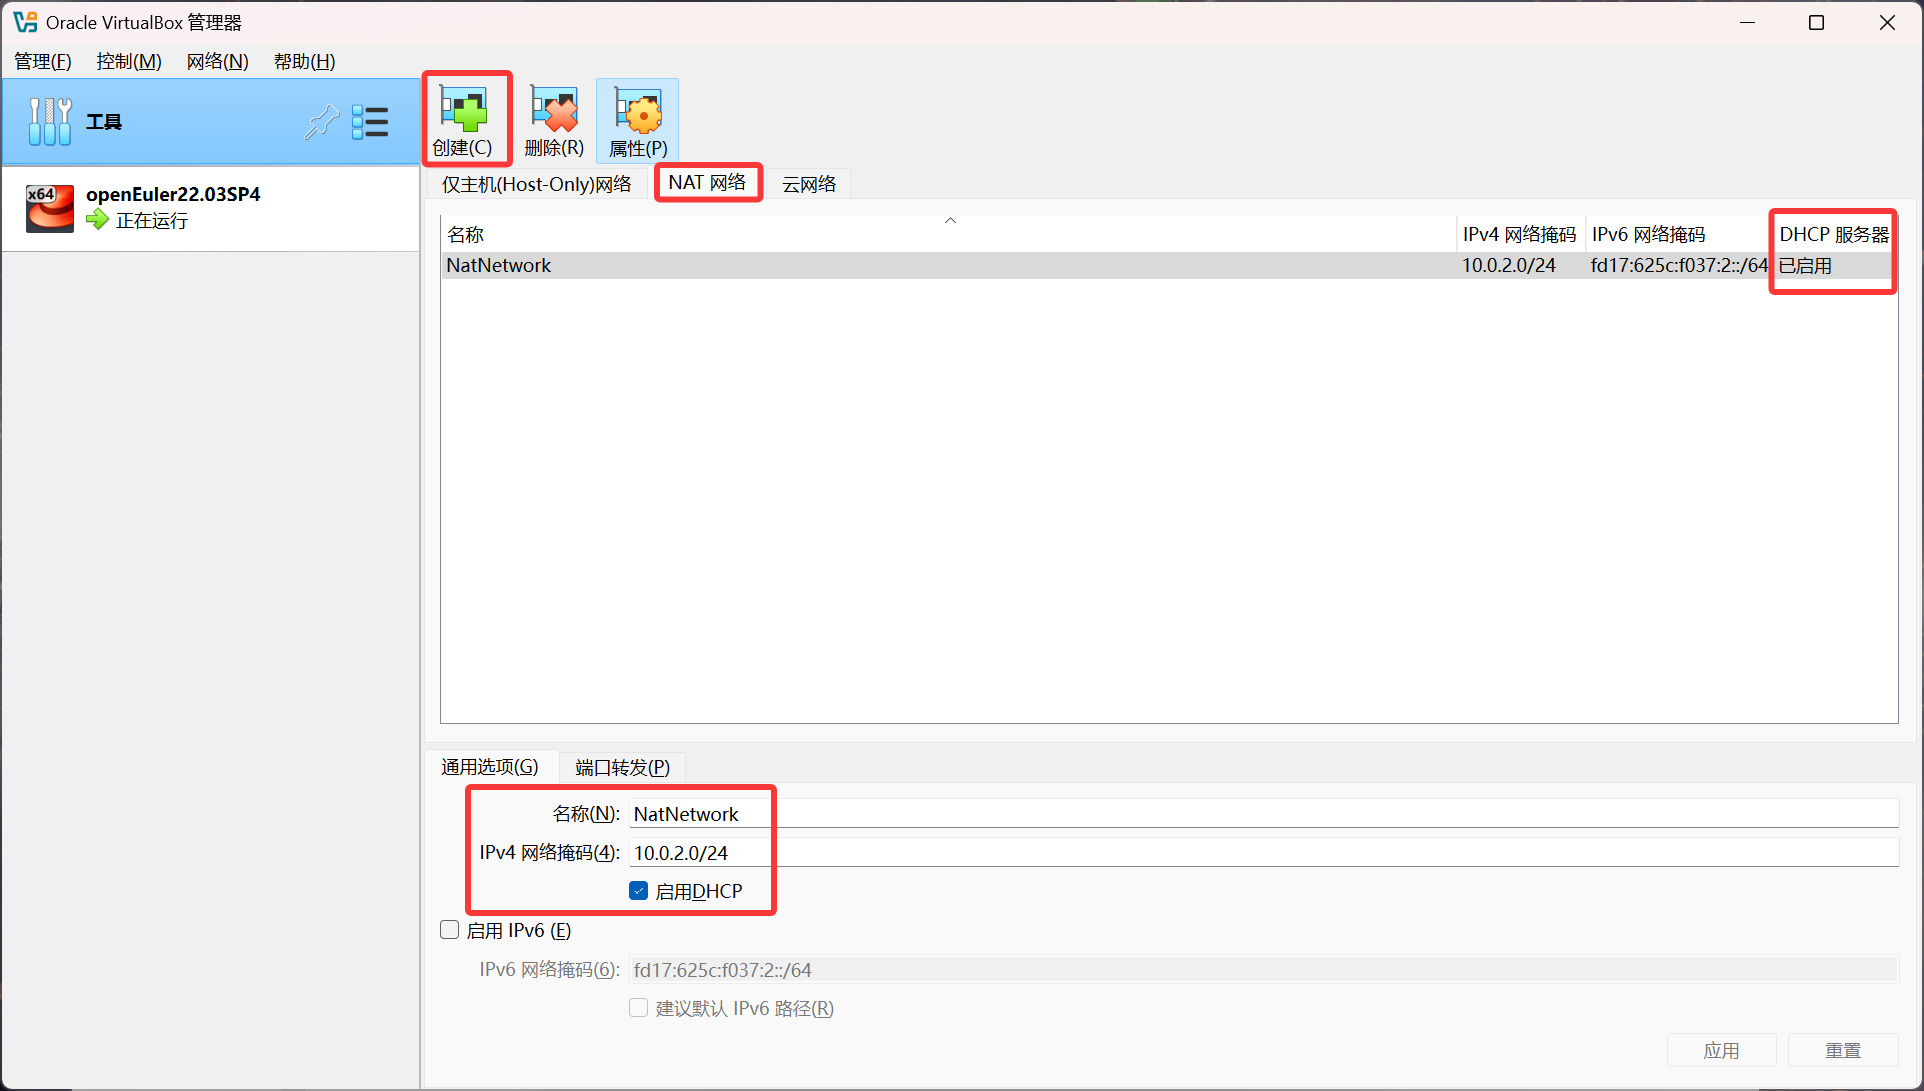 Oracle VirtualBox 管理器
管理(F) 控制(M) 网络(N) 帮助(H)
工具
创建(C) 删除(R) 属性(P)
x64
openEuler22.03SP4
正在运行
仅主机(Host-Only)网络 NAT 网络 云网络
名称 IPv4 网络掩码 IPv6 网络掩码 DHCP 服务器
NatNetwork 10.0.2.0/24 fd17:625c:f037:2::/64 已启用
通用选项(G) 端口转发(P)
名称(N): NatNetwork
IPv4 网络掩码(4): 10.0.2.0/24
启用DHCP
启用 IPv6 (E)
IPv6 网络掩码(6): fd17:625c:f037:2::/64
建议默认 IPv6 路径(R)
应用 重置